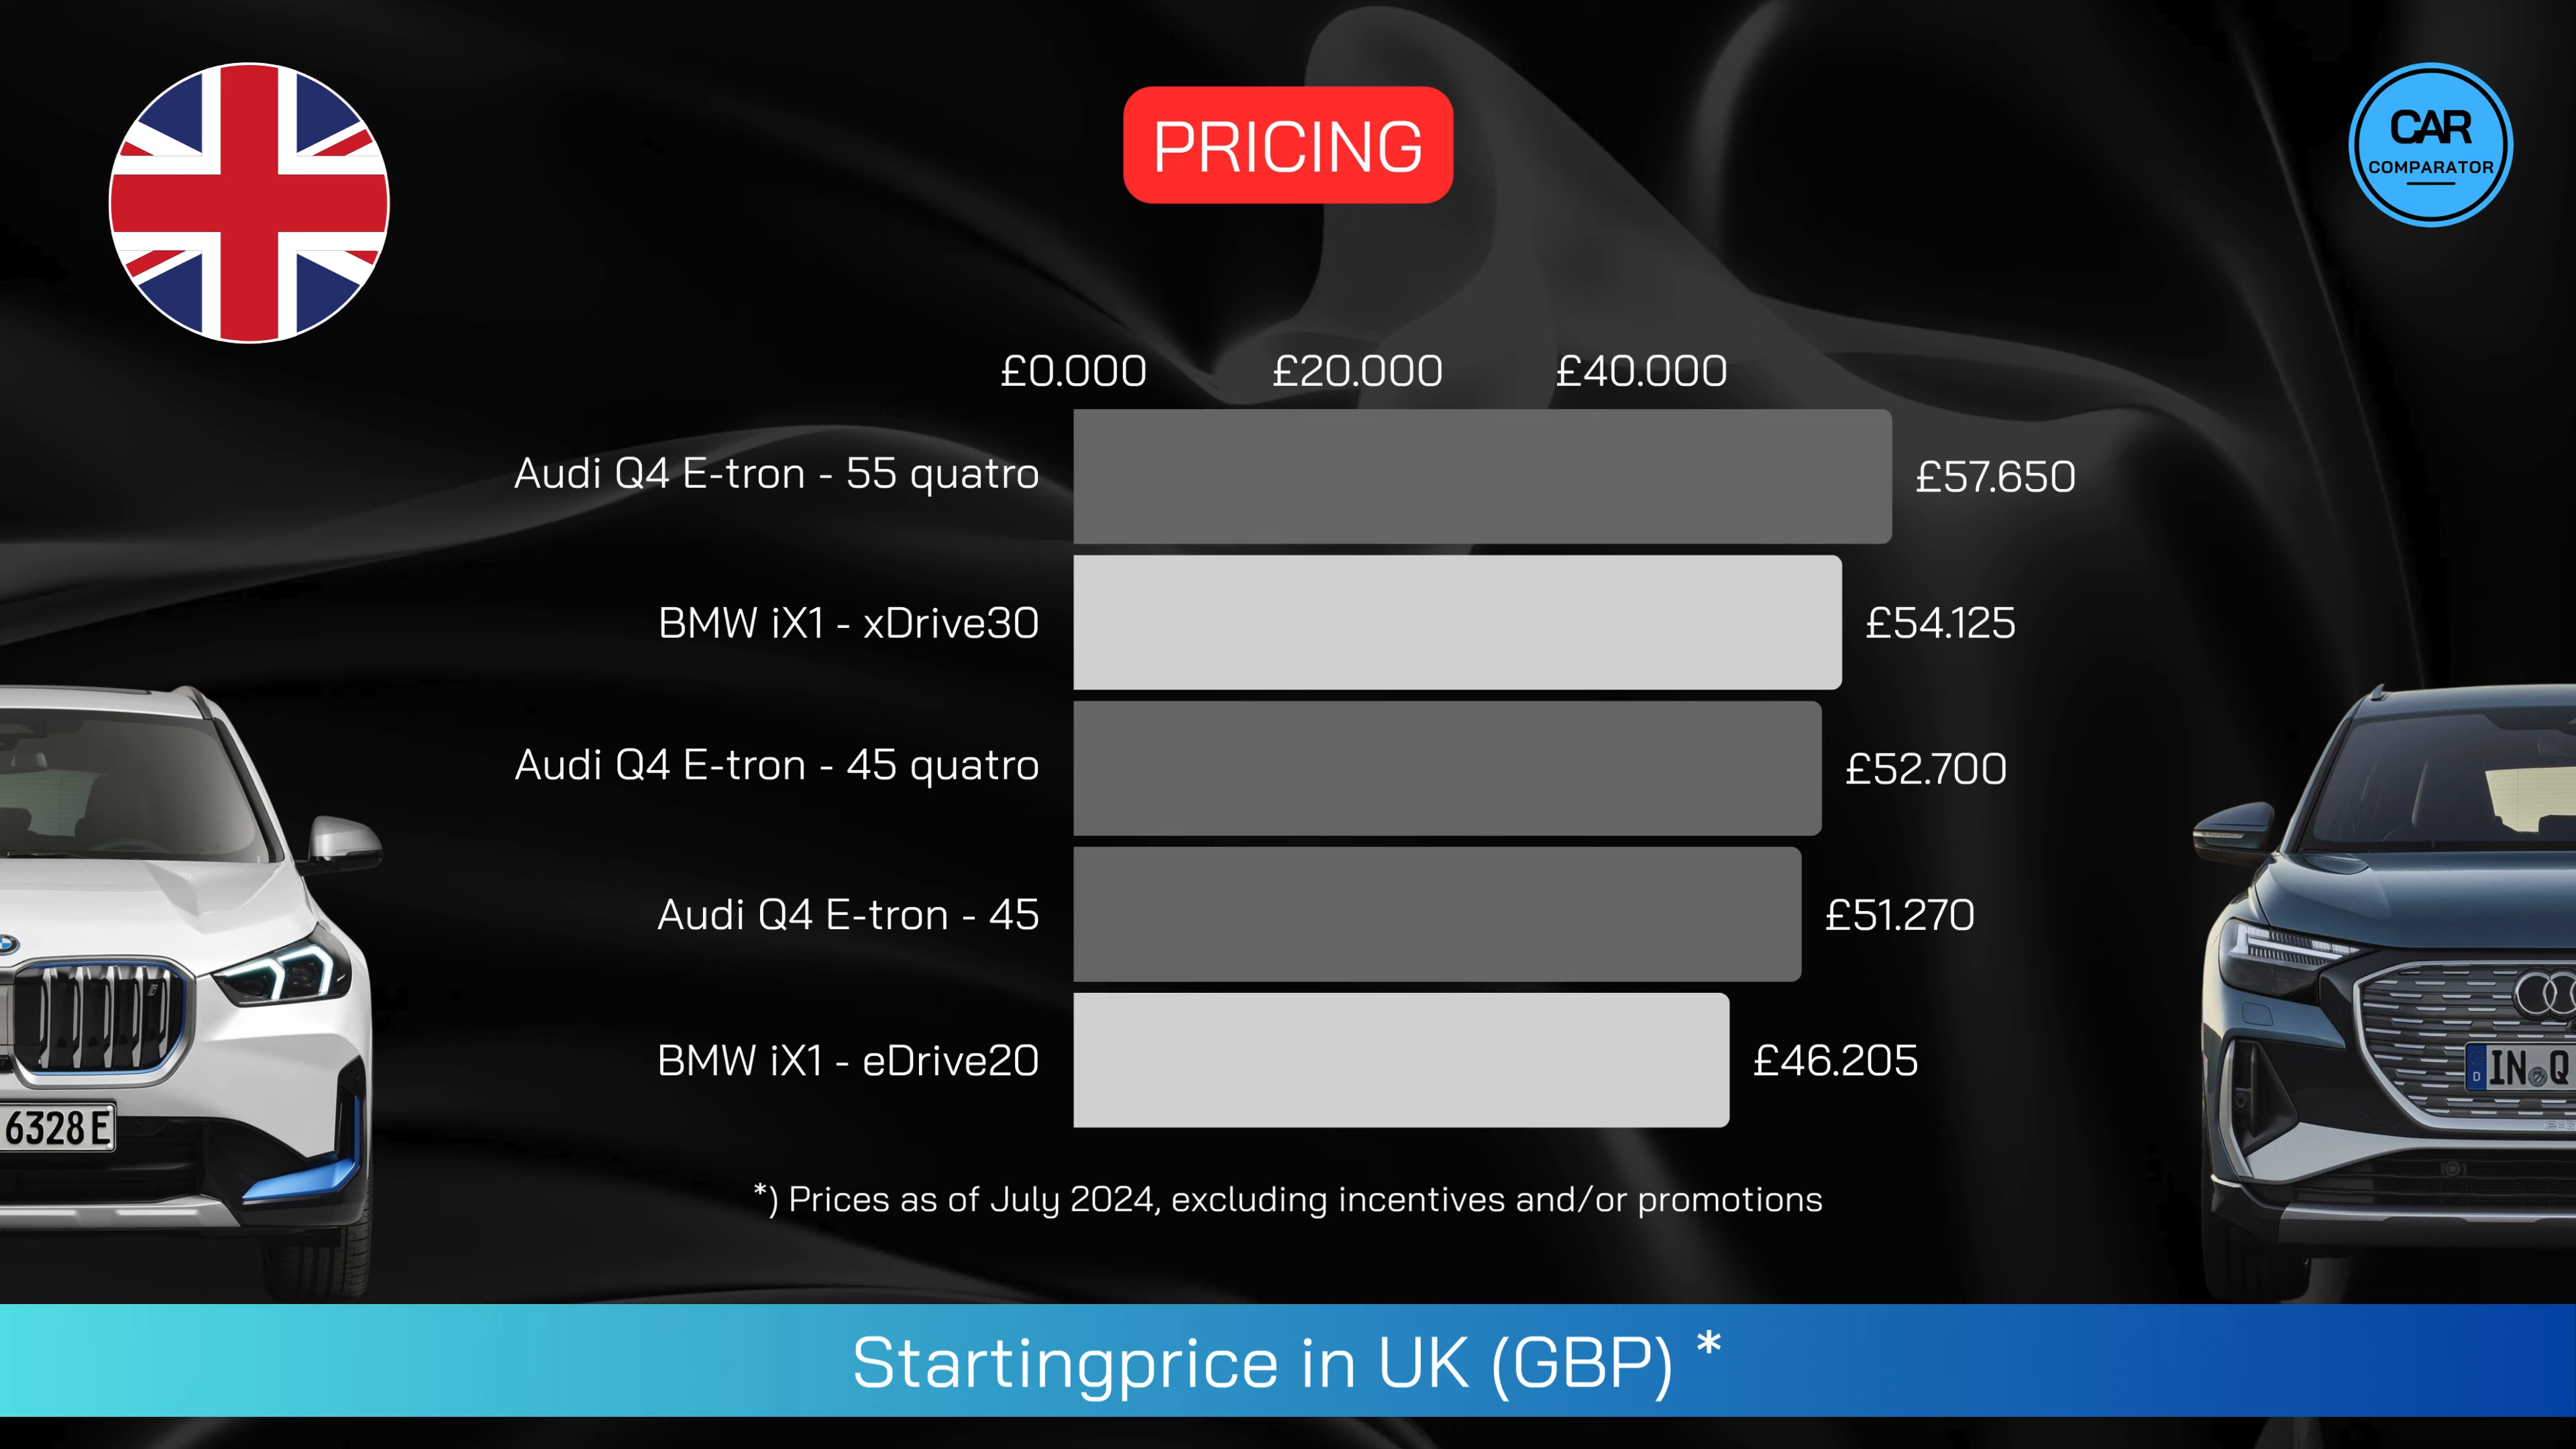 PRICING
CAR
COMPARATOR
£0.000 £20.000 £40.000
Audi Q4 E-tron - 55 quatro £57.650
BMW iX1 - xDrive30 £54.125
Audi Q4 E-tron - 45 quatro £52.700
Audi Q4 E-tron - 45 £51.270
BMW iX1 - eDrive20 £46.205
6328 E
D IN Q
*) Prices as of July 2024, excluding incentives and/or promotions
Startingprice in UK (GBP) *